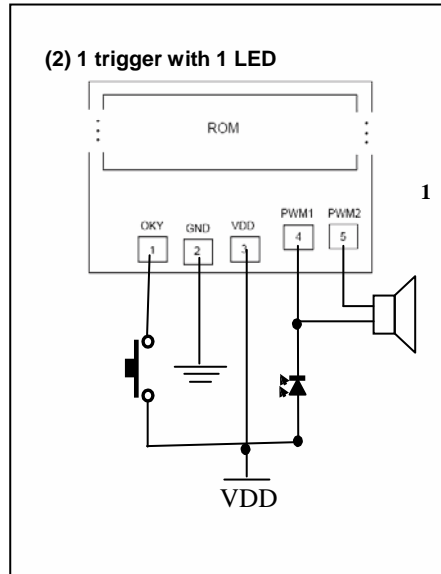 (2) 1 trigger with 1 LED
ROM
1
OKY GND VDD PWM1 PWM2
1 2 3 4 5
VDD